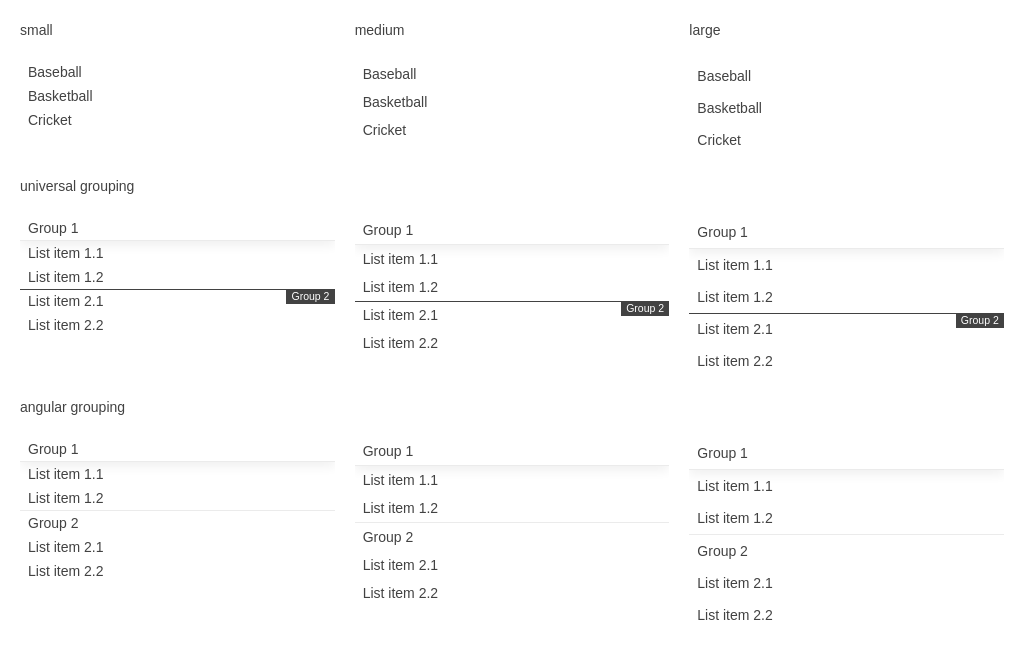 small
medium
large
Baseball
Basketball
Cricket
Baseball
Basketball
Cricket
Baseball
Basketball
Cricket
universal grouping
Group 1
List item 1.1
List item 1.2
Group 2
List item 2.1
List item 2.2
Group 1
List item 1.1
List item 1.2
Group 2
List item 2.1
List item 2.2
Group 1
List item 1.1
List item 1.2
Group 2
List item 2.1
List item 2.2
angular grouping
Group 1
List item 1.1
List item 1.2
Group 2
List item 2.1
List item 2.2
Group 1
List item 1.1
List item 1.2
Group 2
List item 2.1
List item 2.2
Group 1
List item 1.1
List item 1.2
Group 2
List item 2.1
List item 2.2